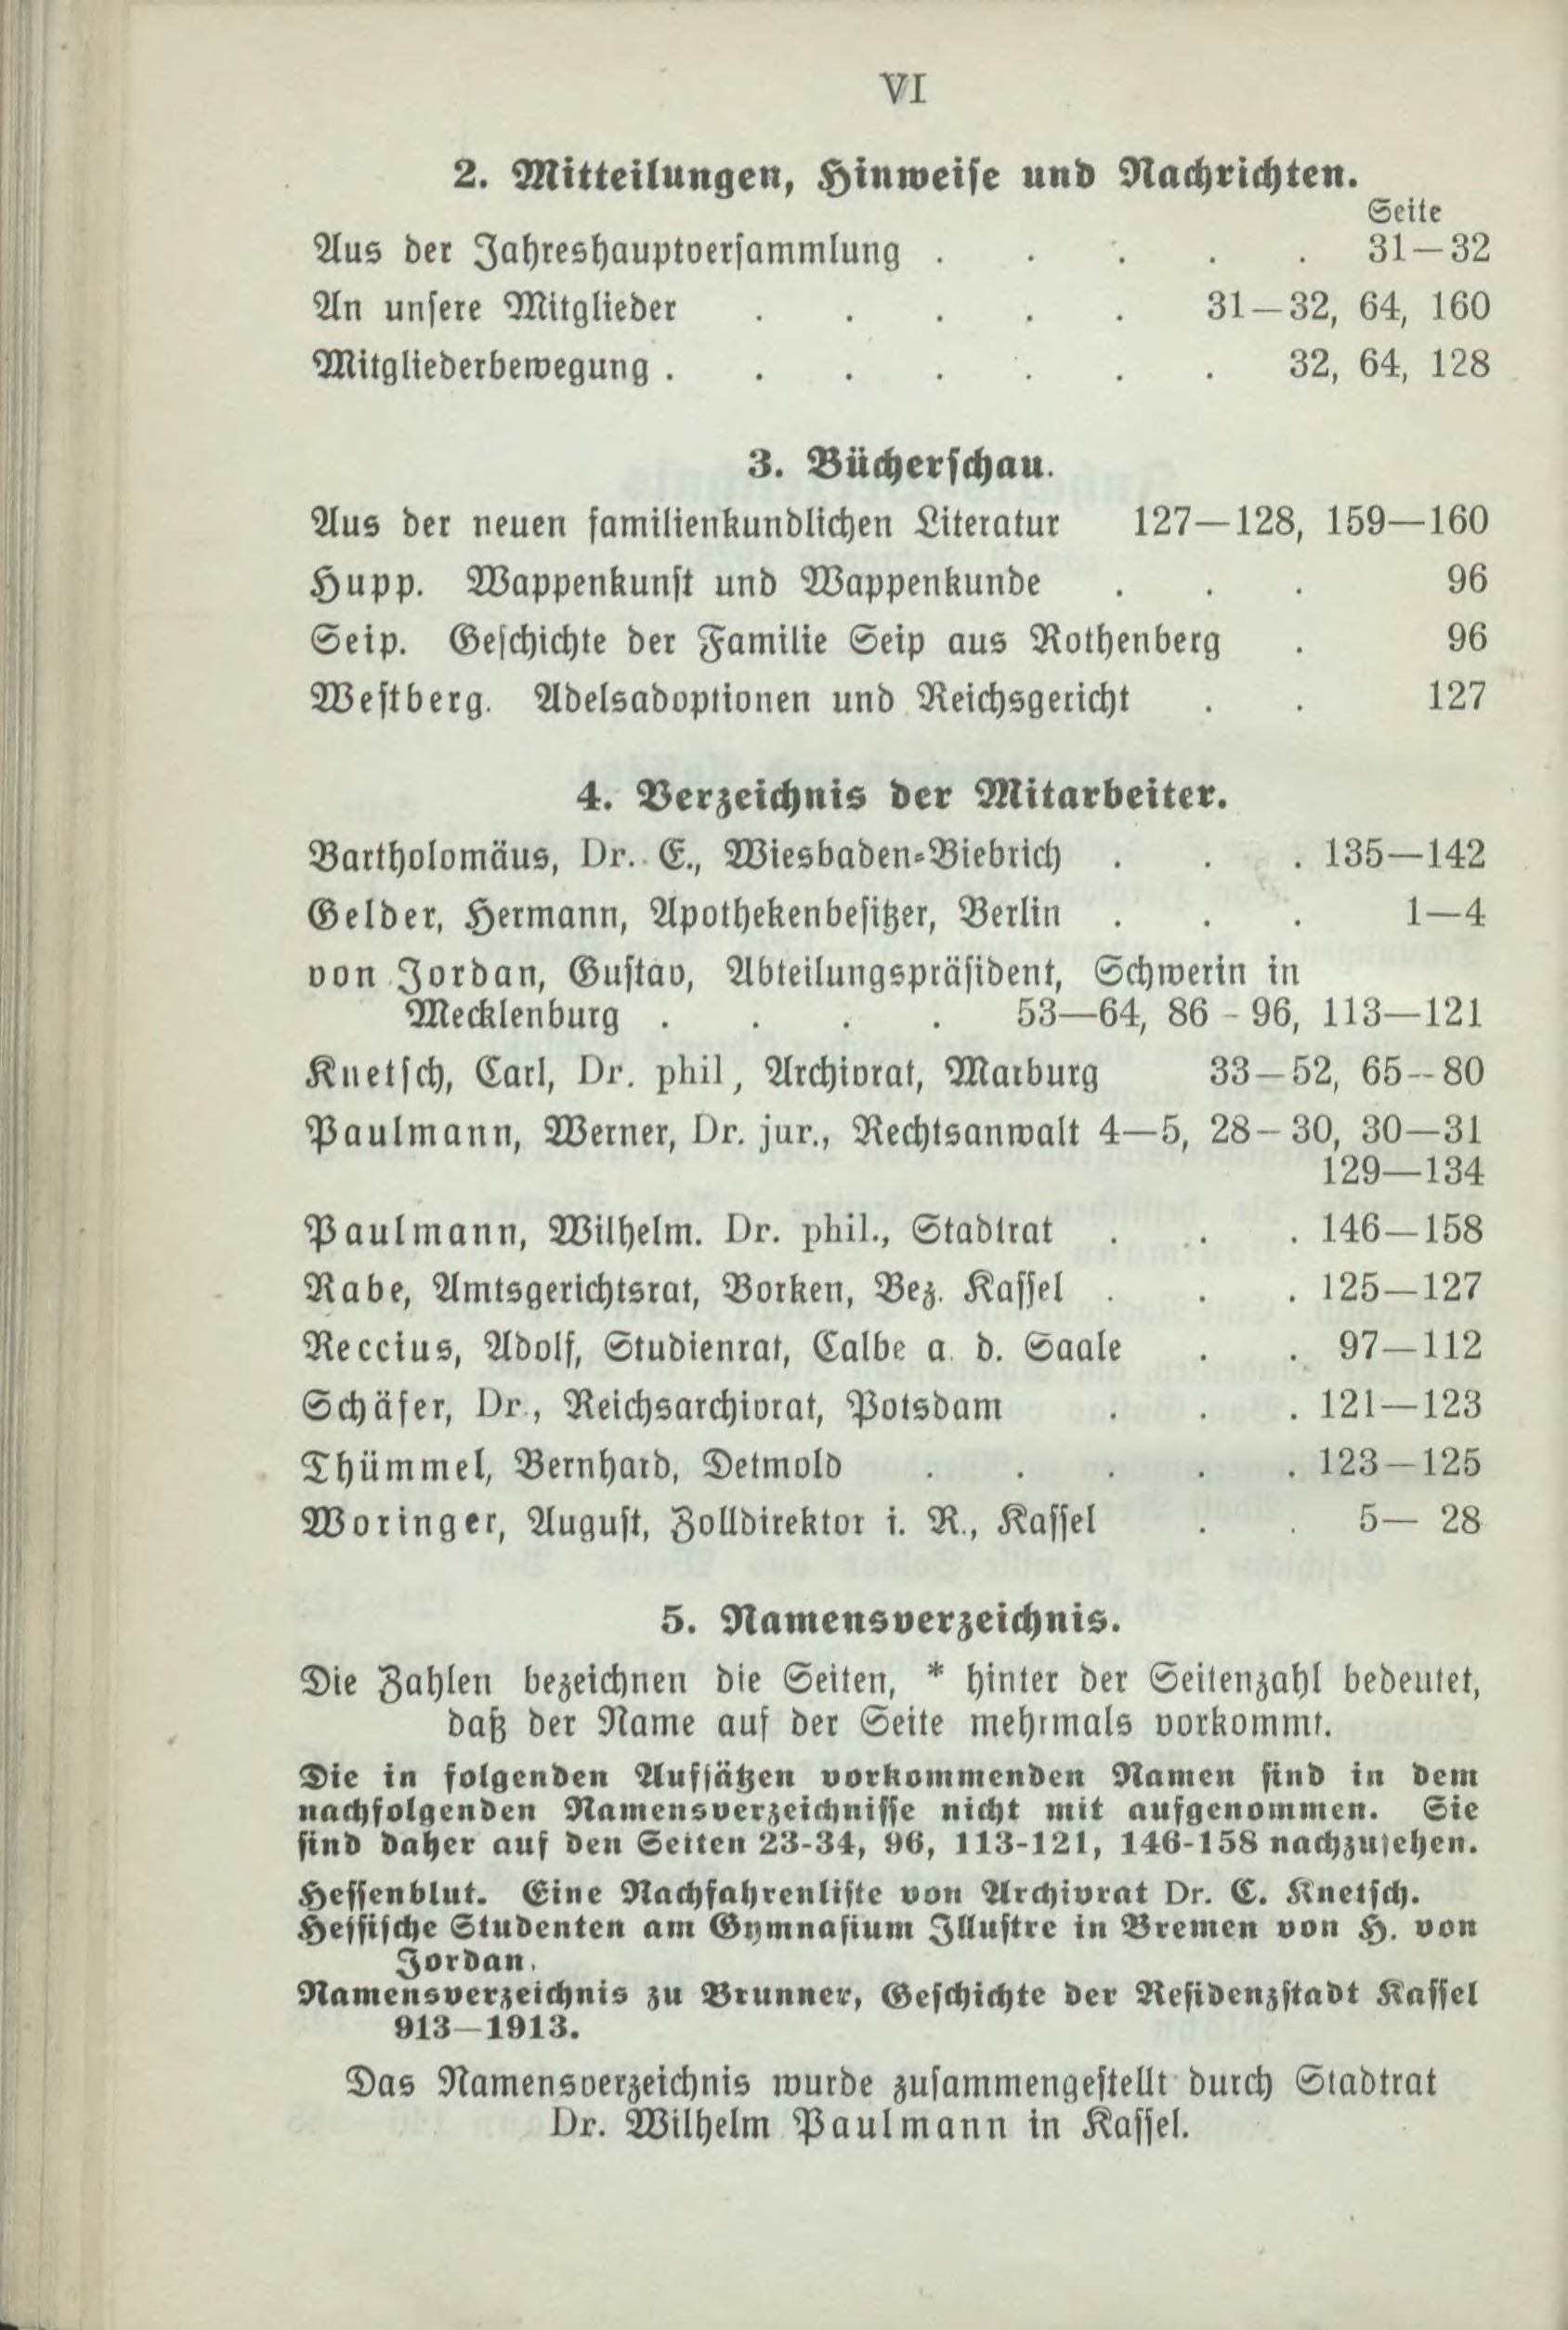 VI
2. Mitteilungen, Hinweise und Nachrichten.
Seite
Aus der Jahreshauptversammlung . . . . . 31—32
An unsere Mitglieder . . . . . 31—32, 64, 160
Mitgliederbewegung . . . . . . . 32, 64, 128
3. Bücherschau.
Aus der neuen familienkundlichen Literatur 127—128, 159—160
Hupp. Wappenkunst und Wappenkunde . . . 96
Seip. Geschichte der Familie Seip aus Rothenberg . 96
Westberg. Adelsadoptionen und Reichsgericht . . 127
4. Verzeichnis der Mitarbeiter.
Bartholomäus, Dr. E., Wiesbaden-Biebrich . . . 135—142
Gelder, Hermann, Apothekenbesitzer, Berlin . . . 1—4
von Jordan, Gustav, Abteilungspräsident, Schwerin in
Mecklenburg . . . . 53—64, 86 - 96, 113—121
Knetsch, Carl, Dr. phil, Archivrat, Marburg 33—52, 65—80
Paulmann, Werner, Dr. jur., Rechtsanwalt 4—5, 28—30, 30—31
129—134
Paulmann, Wilhelm. Dr. phil., Stadtrat . . . 146—158
Rabe, Amtsgerichtsrat, Borken, Bez. Kassel . . . 125—127
Reccius, Adolf, Studienrat, Calbe a. d. Saale . . 97—112
Schäfer, Dr., Reichsarchivrat, Potsdam . . . 121—123
Thümmel, Bernhard, Detmold . . . . . 123—125
Woringer, August, Zolldirektor i. R., Kassel . . 5— 28
5. Namensverzeichnis.
Die Zahlen bezeichnen die Seiten, * hinter der Seitenzahl bedeutet,
daß der Name auf der Seite mehrmals vorkommt.
Die in folgenden Aufsätzen vorkommenden Namen sind in dem
nachfolgenden Namensverzeichnisse nicht mit aufgenommen. Sie
sind daher auf den Seiten 23-34, 96, 113-121, 146-158 nachzusehen.
Hessenblut. Eine Nachfahrenliste von Archivrat Dr. C. Knetsch.
Hessische Studenten am Gymnasium Illustre in Bremen von H. von
Jordan.
Namensverzeichnis zu Brunner, Geschichte der Residenzstadt Kassel
913—1913.
Das Namensverzeichnis wurde zusammengestellt durch Stadtrat
Dr. Wilhelm Paulmann in Kassel.